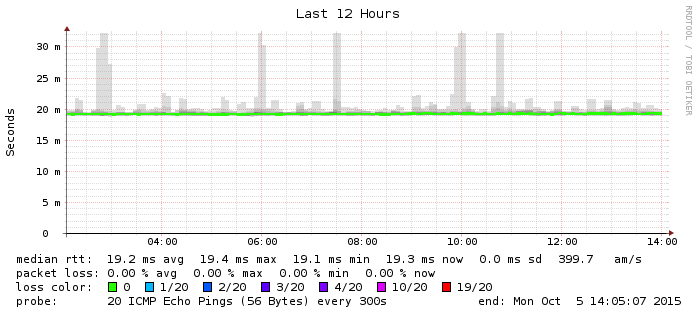 Last 12 Hours
RRDTOOL / TOBI OETIKER
Seconds
30 m
25 m
20 m
15 m
10 m
5 m
0
04:00 06:00 08:00 10:00 12:00 14:00
median rtt: 19.2 ms avg 19.4 ms max 19.1 ms min 19.3 ms now 0.0 ms sd 399.7 am/s
packet loss: 0.00 % avg 0.00 % max 0.00 % min 0.00 % now
loss color: 0 1/20 2/20 3/20 4/20 10/20 19/20
probe: 20 ICMP Echo Pings (56 Bytes) every 300s end: Mon Oct 5 14:05:07 2015